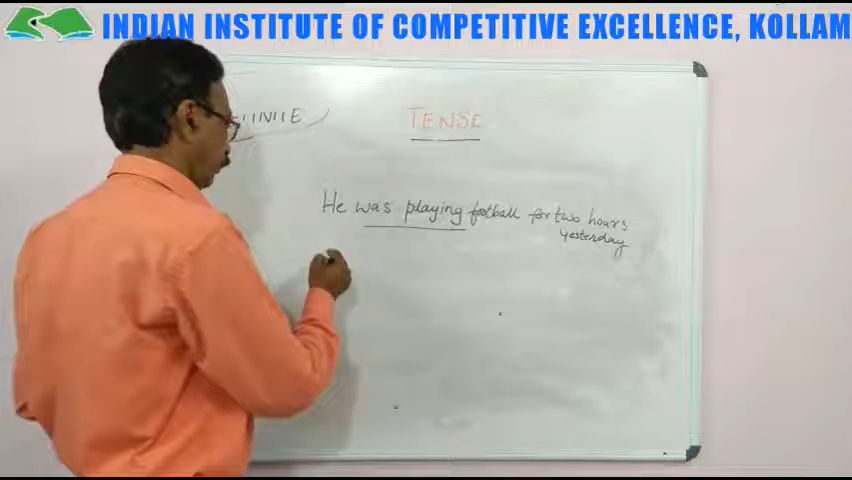 INDIAN INSTITUTE OF COMPETITIVE EXCELLENCE, KOLLAM
TENSE
He was playing football for two hours
yesterday